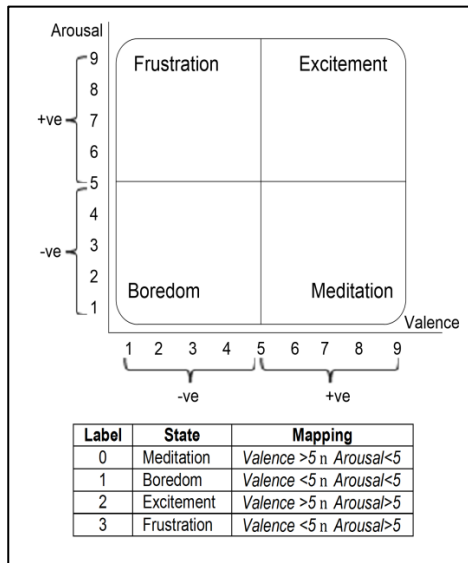 Arousal
9
Frustration Excitement
8
+ve 7
6
5
4
-ve 3
2
Boredom Meditation
1
Valence
1 2 3 4 5 6 7 8 9
-ve +ve
Label State Mapping
0 Meditation Valence >5 n Arousal<5
1 Boredom Valence <5 n Arousal<5
2 Excitement Valence >5 n Arousal>5
3 Frustration Valence <5 n Arousal>5